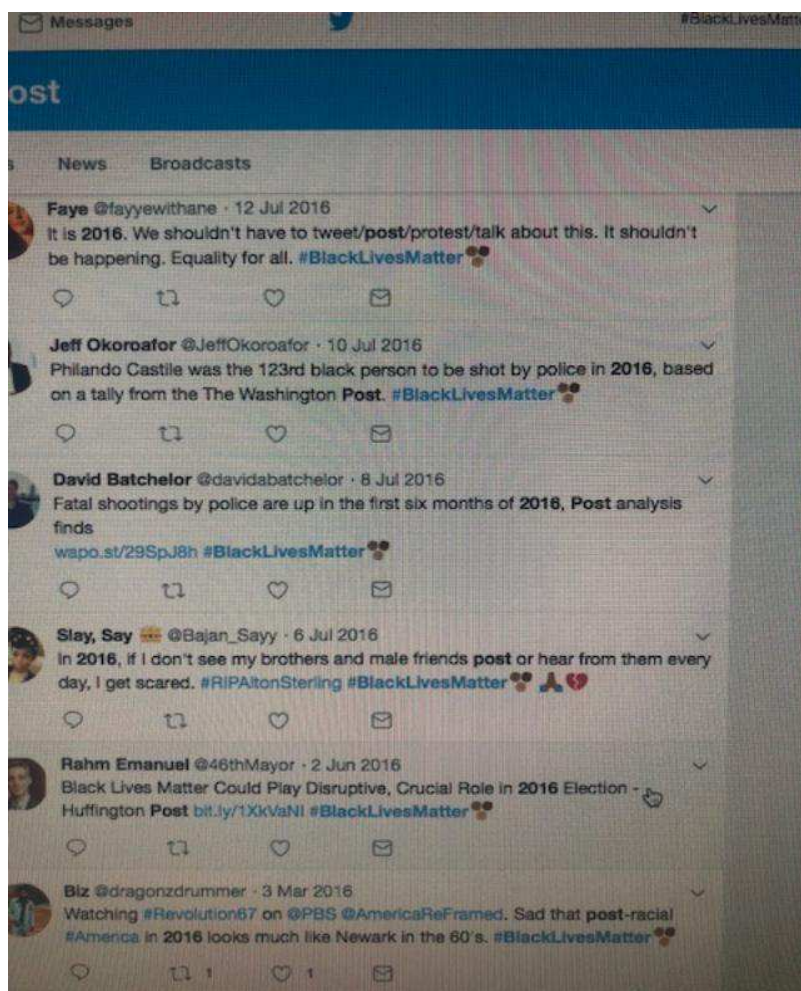 Messages
#BlackLivesMatt
ost
s News Broadcasts
Faye @fayyewithane · 12 Jul 2016
It is 2016. We shouldn't have to tweet/post/protest/talk about this. It shouldn't
be happening. Equality for all. #BlackLivesMatter
Jeff Okoroafor @JeffOkoroafor · 10 Jul 2016
Philando Castile was the 123rd black person to be shot by police in 2016, based
on a tally from the The Washington Post. #BlackLivesMatter
David Batchelor @davidabatchelor · 8 Jul 2016
Fatal shootings by police are up in the first six months of 2016, Post analysis
finds
wapo.st/29SpJ8h #BlackLivesMatter
Slay, Say @Bajan_Sayy · 6 Jul 2016
In 2016, if I don't see my brothers and male friends post or hear from them every
day, I get scared. #RIPAltonSterling #BlackLivesMatter
Rahm Emanuel @46thMayor · 2 Jun 2016
Black Lives Matter Could Play Disruptive, Crucial Role in 2016 Election -
Huffington Post bit.ly/1XkVaNI #BlackLivesMatter
Biz @dragonzdrummer · 3 Mar 2016
Watching #Revolution67 on @PBS @AmericaReFramed. Sad that post-racial
#America in 2016 looks much like Newark in the 60's. #BlackLivesMatter
1 1